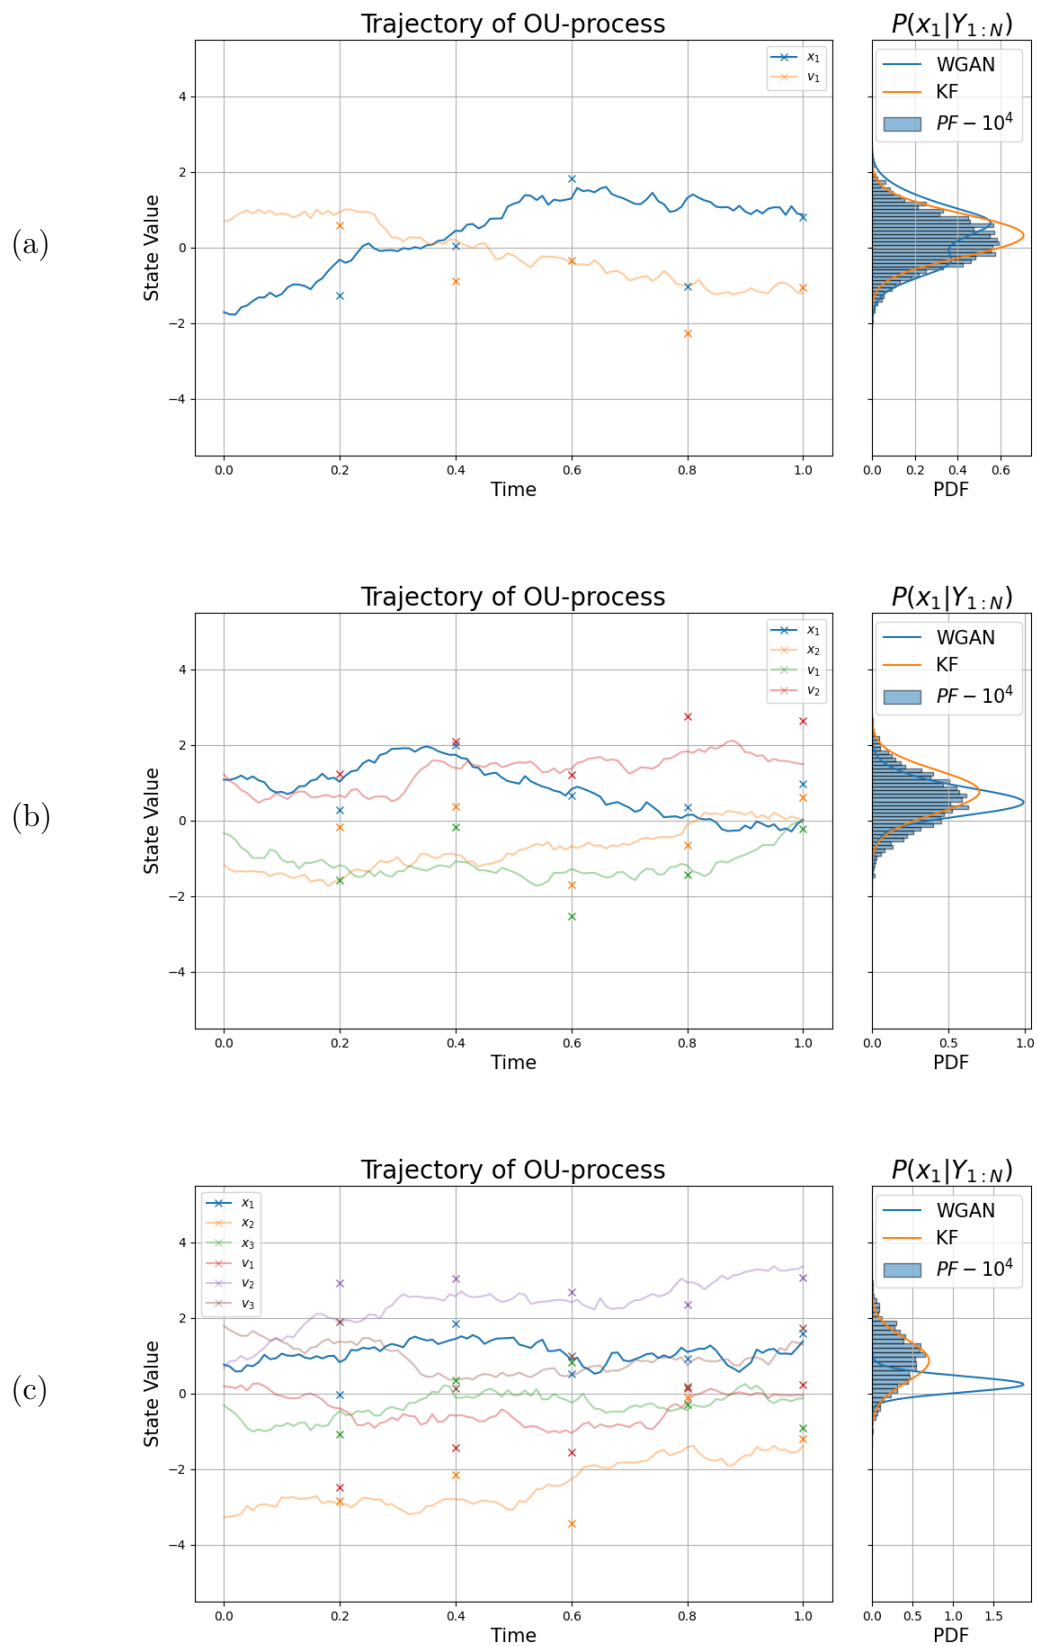 Trajectory of OU-process
P(x₁|Y₁:N)
x₁
v₁
WGAN
KF
PF − 10⁴
(a)
State Value
4
2
0
−2
−4
0.0 0.2 0.4 0.6 0.8 1.0
0.0 0.2 0.4 0.6
Time
PDF
Trajectory of OU-process
P(x₁|Y₁:N)
x₁
x₂
v₁
v₂
WGAN
KF
PF − 10⁴
(b)
State Value
4
2
0
−2
−4
0.0 0.2 0.4 0.6 0.8 1.0
0.0 0.5 1.0
Time
PDF
Trajectory of OU-process
P(x₁|Y₁:N)
x₁
x₂
x₃
v₁
v₂
v₃
WGAN
KF
PF − 10⁴
(c)
State Value
4
2
0
−2
−4
0.0 0.2 0.4 0.6 0.8 1.0
0.0 0.5 1.0 1.5
Time
PDF